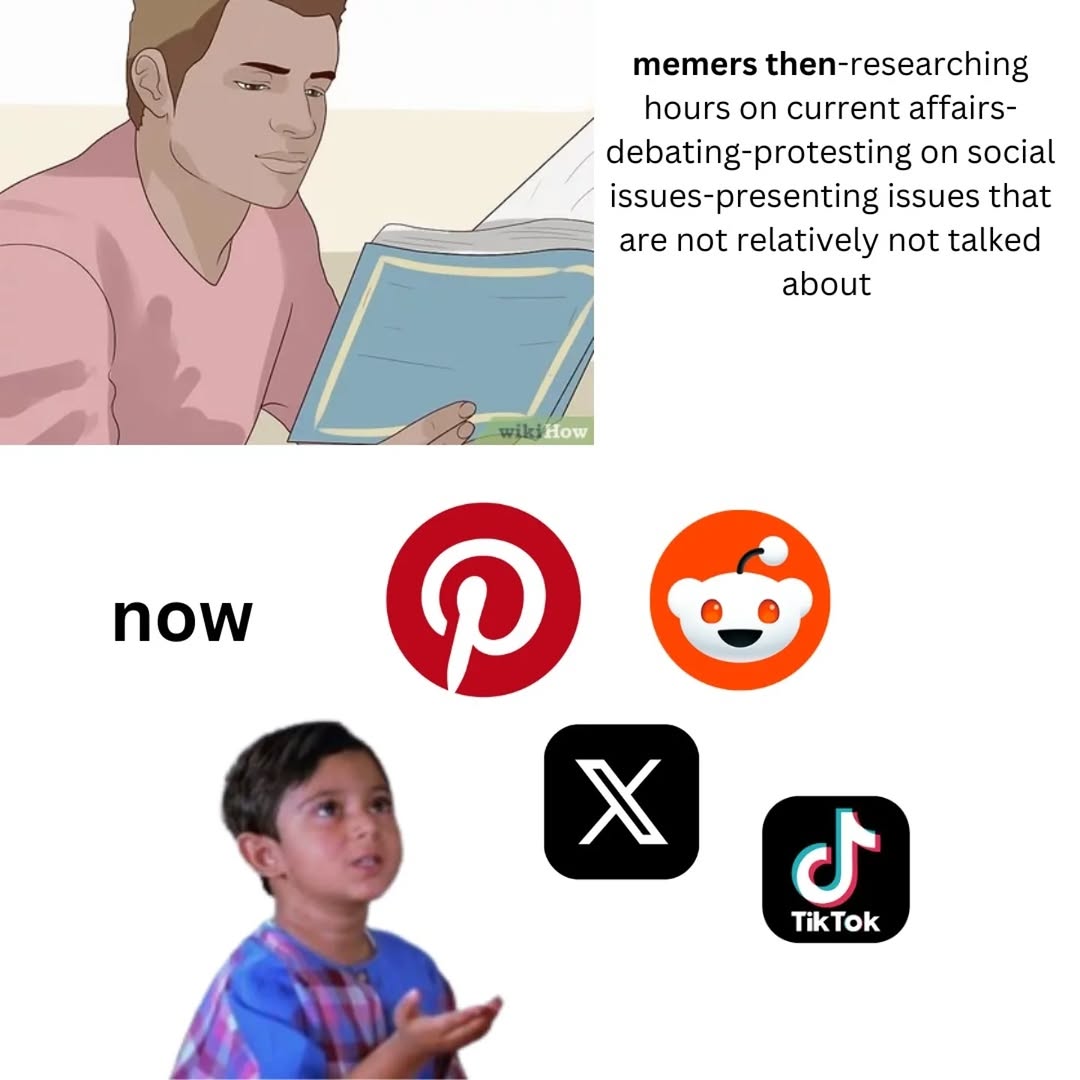 memers then-researching
hours on current affairs-
debating-protesting on social
issues-presenting issues that
are not relatively not talked
about
wikiHow
now
TikTok